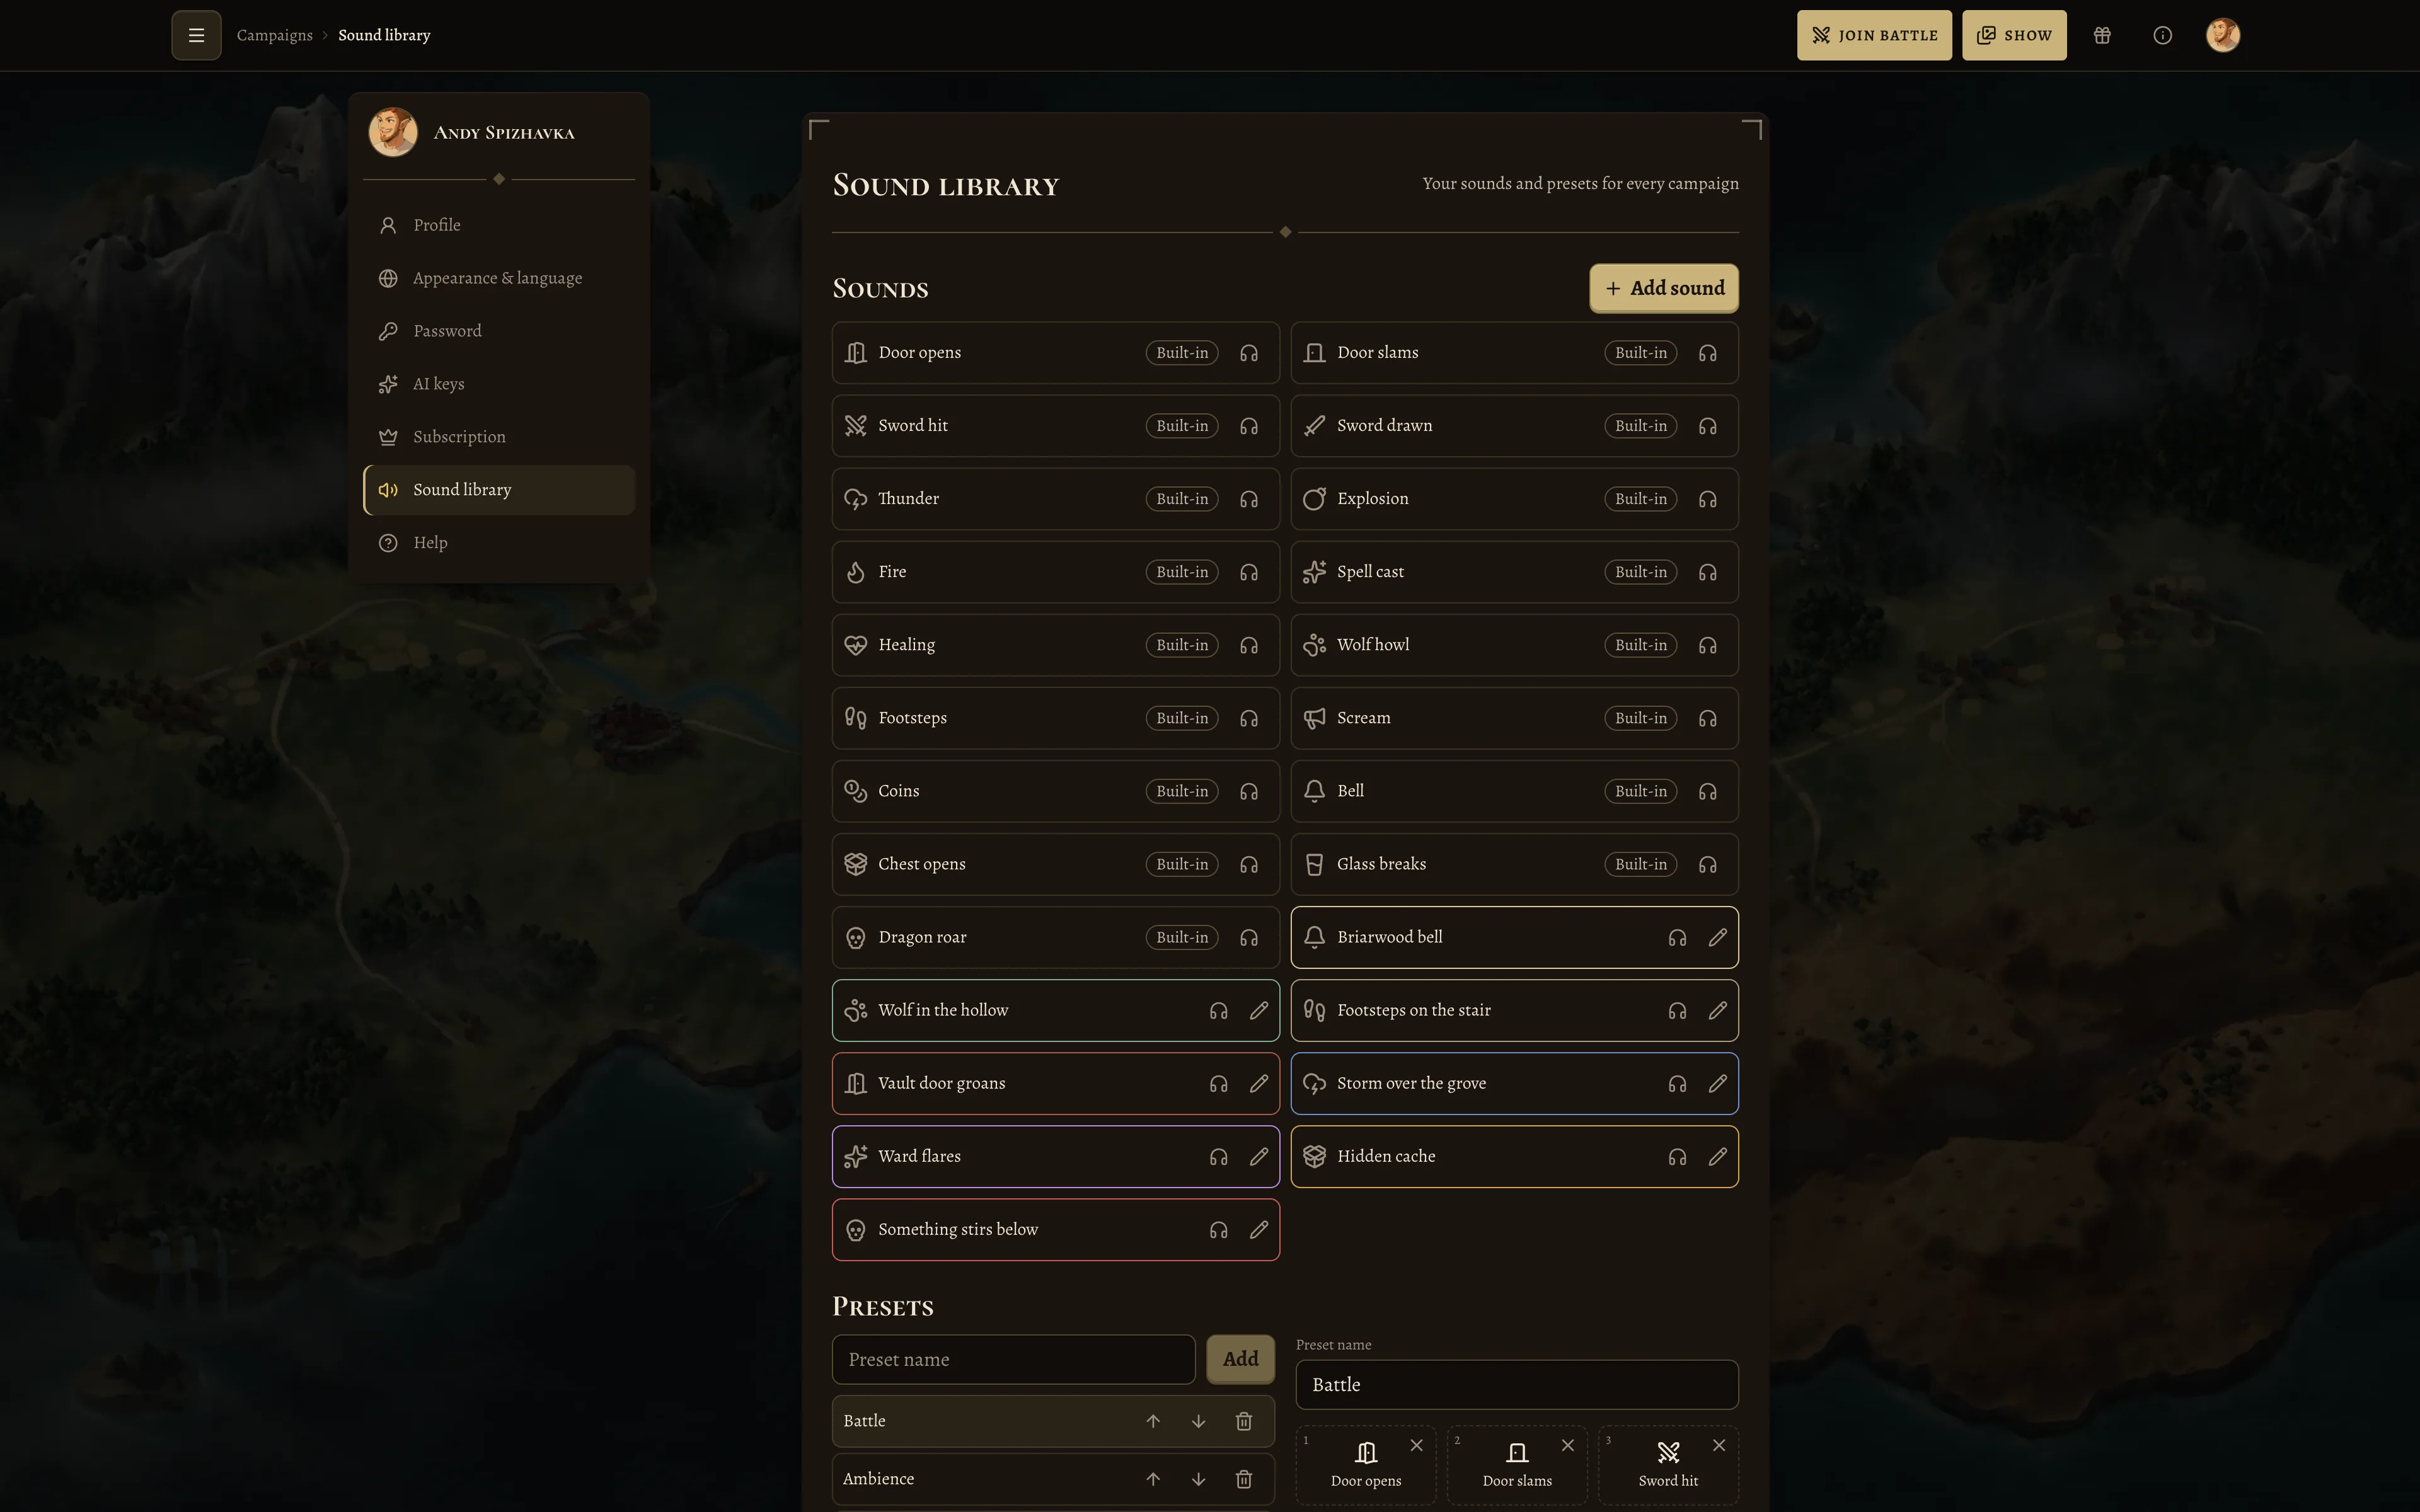 Campaigns > Sound library
JOIN BATTLE
SHOW
Andy Spizhavka
Profile
Appearance & language
Password
AI keys
Subscription
Sound library
Help
Sound library
Your sounds and presets for every campaign
Sounds
+ Add sound
Door opens Built-in
Door slams Built-in
Sword hit Built-in
Sword drawn Built-in
Thunder Built-in
Explosion Built-in
Fire Built-in
Spell cast Built-in
Healing Built-in
Wolf howl Built-in
Footsteps Built-in
Scream Built-in
Coins Built-in
Bell Built-in
Chest opens Built-in
Glass breaks Built-in
Dragon roar Built-in
Briarwood bell
Wolf in the hollow
Footsteps on the stair
Vault door groans
Storm over the grove
Ward flares
Hidden cache
Something stirs below
Presets
Preset name
Add
Battle
Ambience
Preset name
Battle
1 Door opens
2 Door slams
3 Sword hit